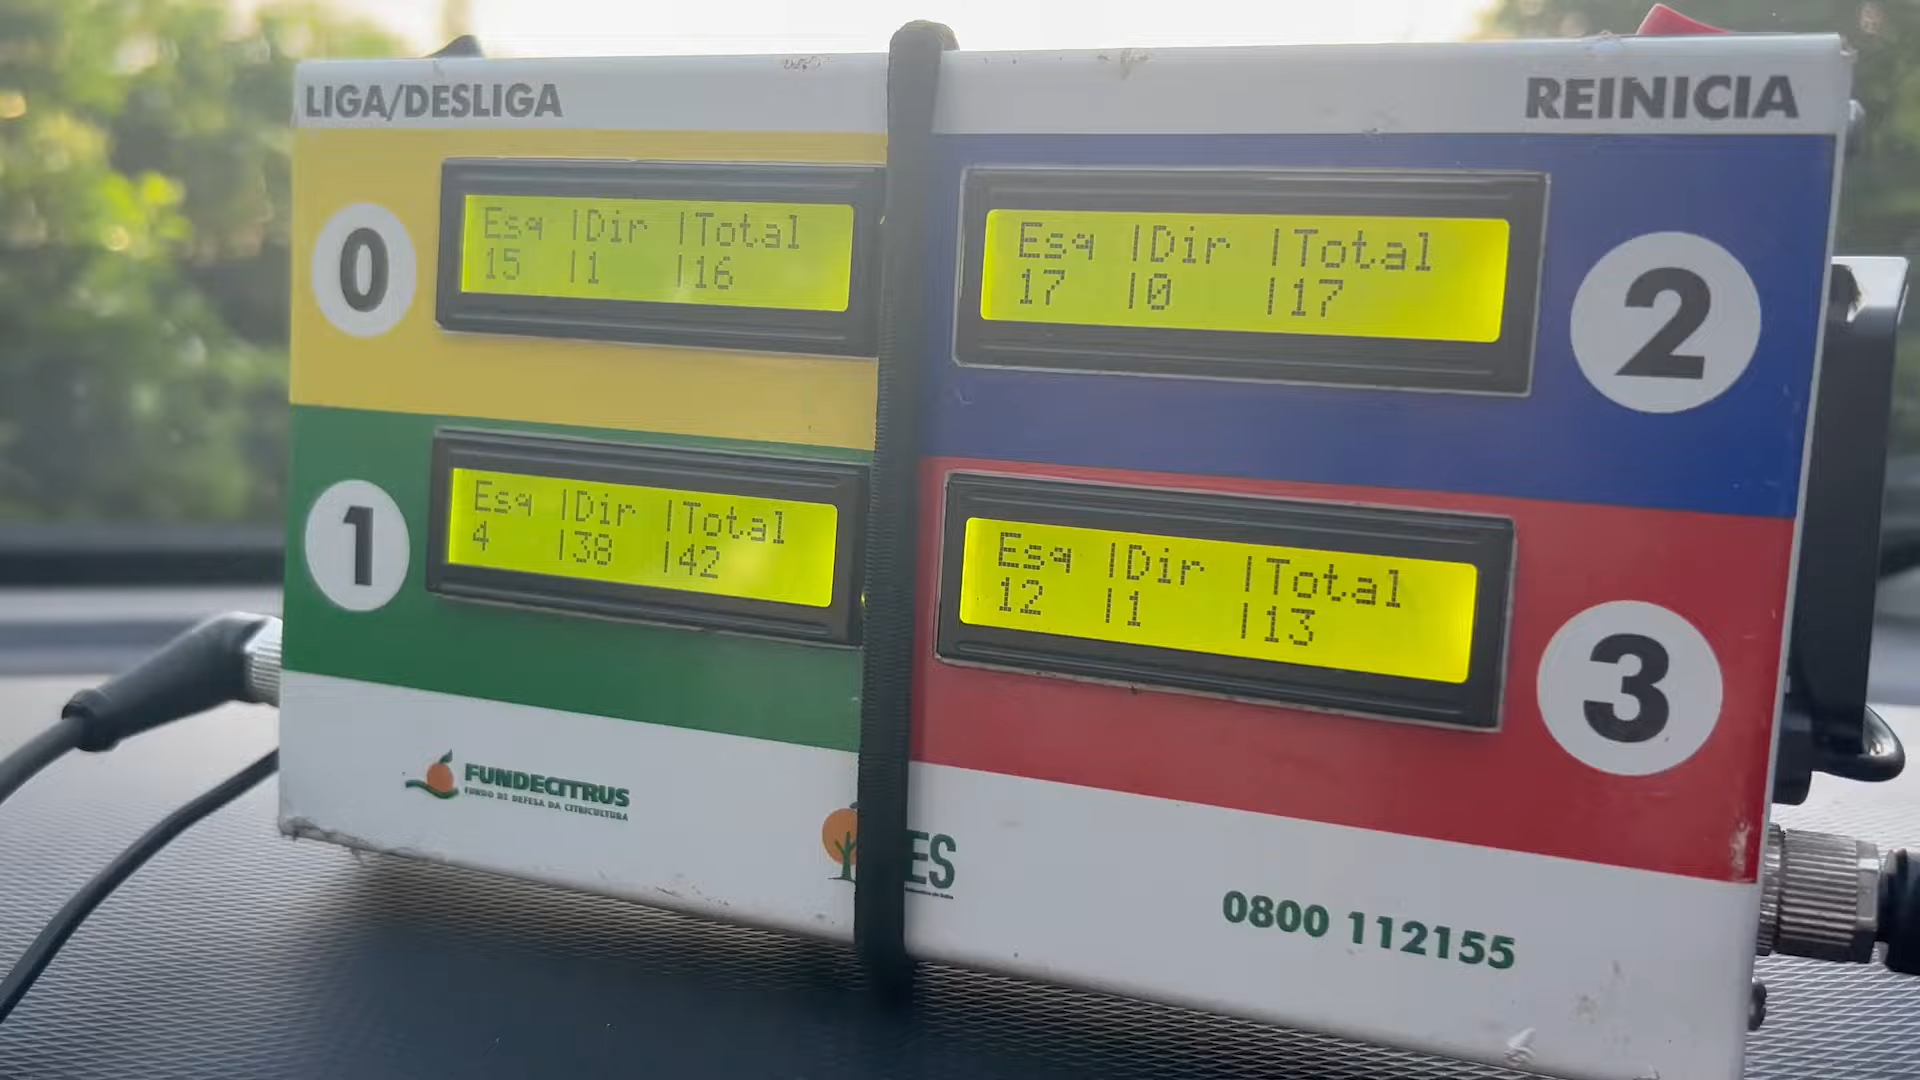 LIGA/DESLIGA
REINICIA
0
Esq |Dir |Total
15 |1 |16
Esq |Dir |Total
17 |0 |17
2
1
Esq |Dir |Total
4 |38 |42
Esq |Dir |Total
12 |1 |13
3
FUNDECITRUS
FUNDO DE DEFESA DA CITRICULTURA
ES
0800 112155